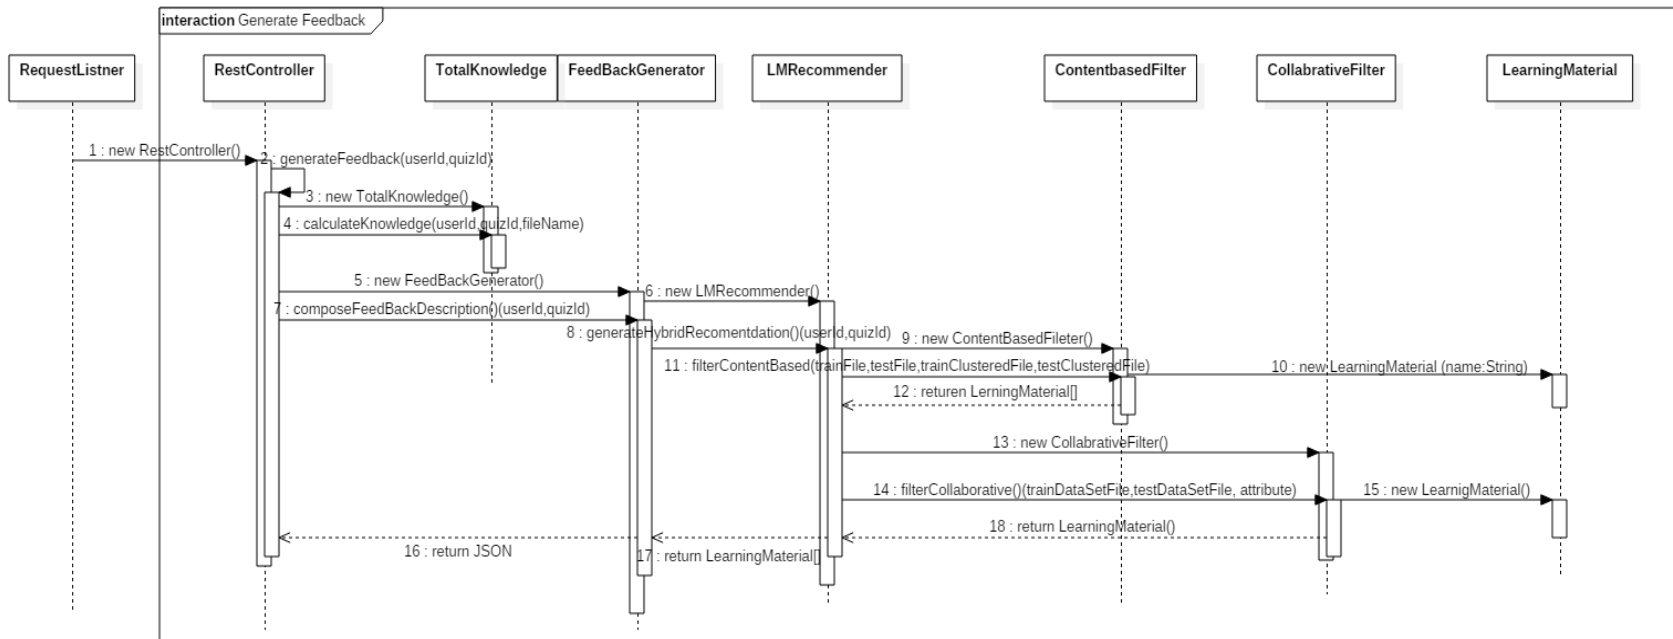 interaction Generate Feedback
RequestListner
RestController
TotalKnowledge
FeedBackGenerator
LMRecommender
ContentbasedFilter
CollabrativeFilter
LearningMaterial
1 : new RestController()
2 : generateFeedback(userId,quizId)
3 : new TotalKnowledge()
4 : calculateKnowledge(userId,quizId,fileName)
5 : new FeedBackGenerator()
6 : new LMRecommender()
7 : composeFeedBackDescription()(userId,quizId)
8 : generateHybridRecomentdation()(userId,quizId)
9 : new ContentBasedFileter()
11 : filterContentBased(trainFile,testFile,trainClusteredFile,testClusteredFile)
10 : new LearningMaterial (name:String)
12 : returen LerningMaterial[]
13 : new CollabrativeFilter()
14 : filterCollaborative()(trainDataSetFile,testDataSetFile, attribute)
15 : new LearnigMaterial()
18 : return LearningMaterial()
16 : return JSON
17 : return LearningMaterial[]